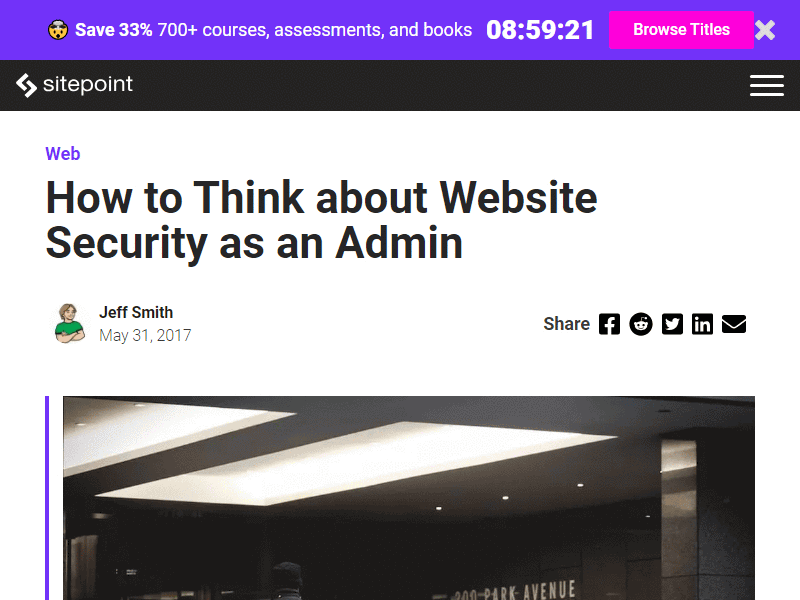 Save 33% 700+ courses, assessments, and books 08:59:21 Browse Titles
sitepoint
Web
How to Think about Website
Security as an Admin
Jeff Smith
May 31, 2017
Share
200 PARK AVENUE